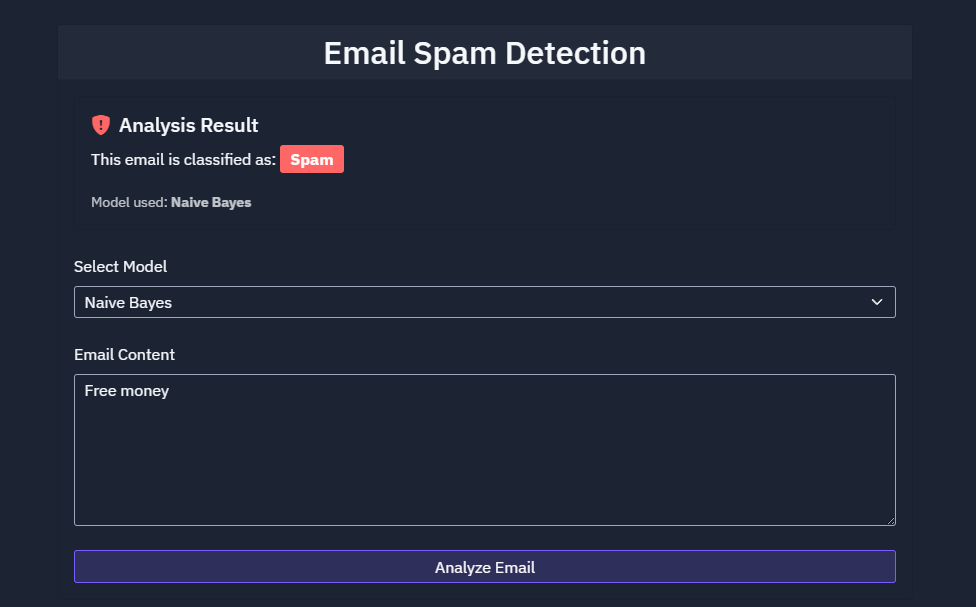 Email Spam Detection
Analysis Result
This email is classified as: Spam
Model used: Naive Bayes
Select Model
Naive Bayes
Email Content
Free money
Analyze Email